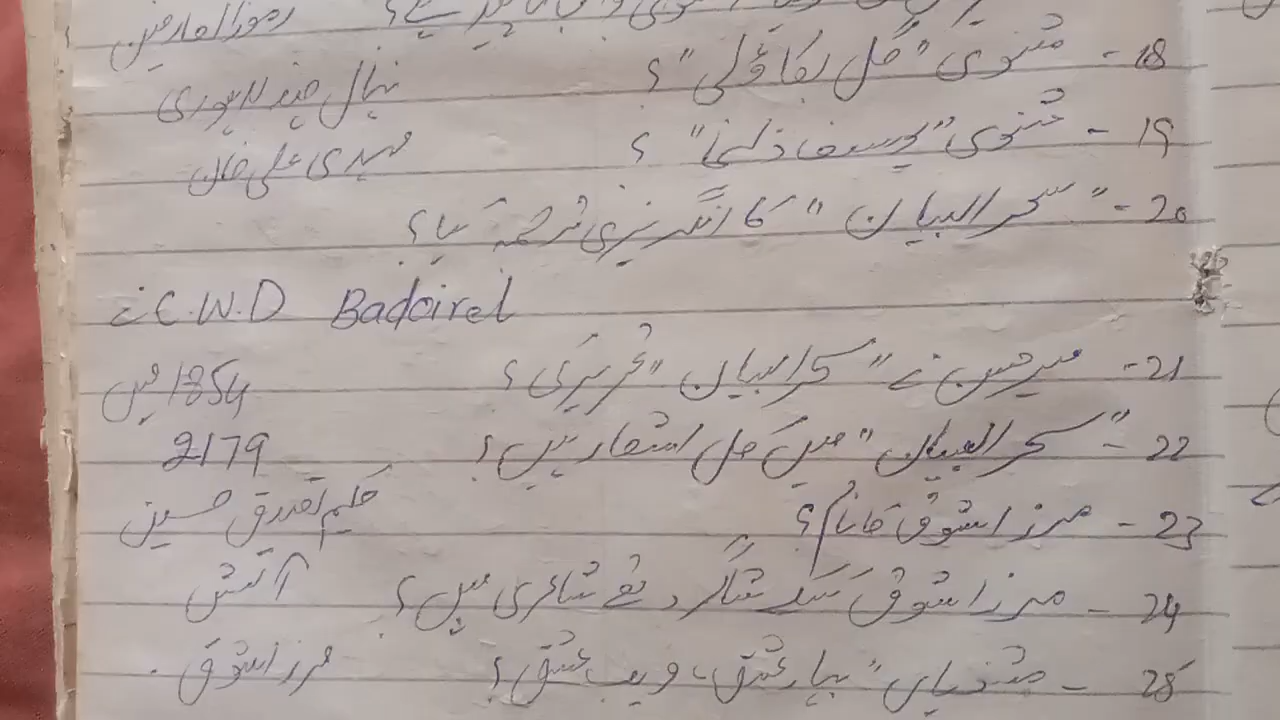 رموز العارفین
18- مثنوی "گل بکاؤلی" ؟ نہال چند لاہوری
19- مثنوی "یوسف زلیخا" ؟ مہدی علی خاں
20- "سحر البیان" کا انگریزی ترجمہ کیا؟
C.W.D Badoirel نے
21- میر حسن نے "سحر البیان" تحریر کی ؟ 1854 میں
22- "سحر البیان" میں کل اشعار ہیں؟ 2179
23- مرزا شوق کا نام؟ حکیم تصدق حسین
24- مرزا شوق کس کے شاگرد تھے شاعری میں؟ آتش
25- مثنویاں "بہار عشق، فریب عشق؟ مرزا شوق